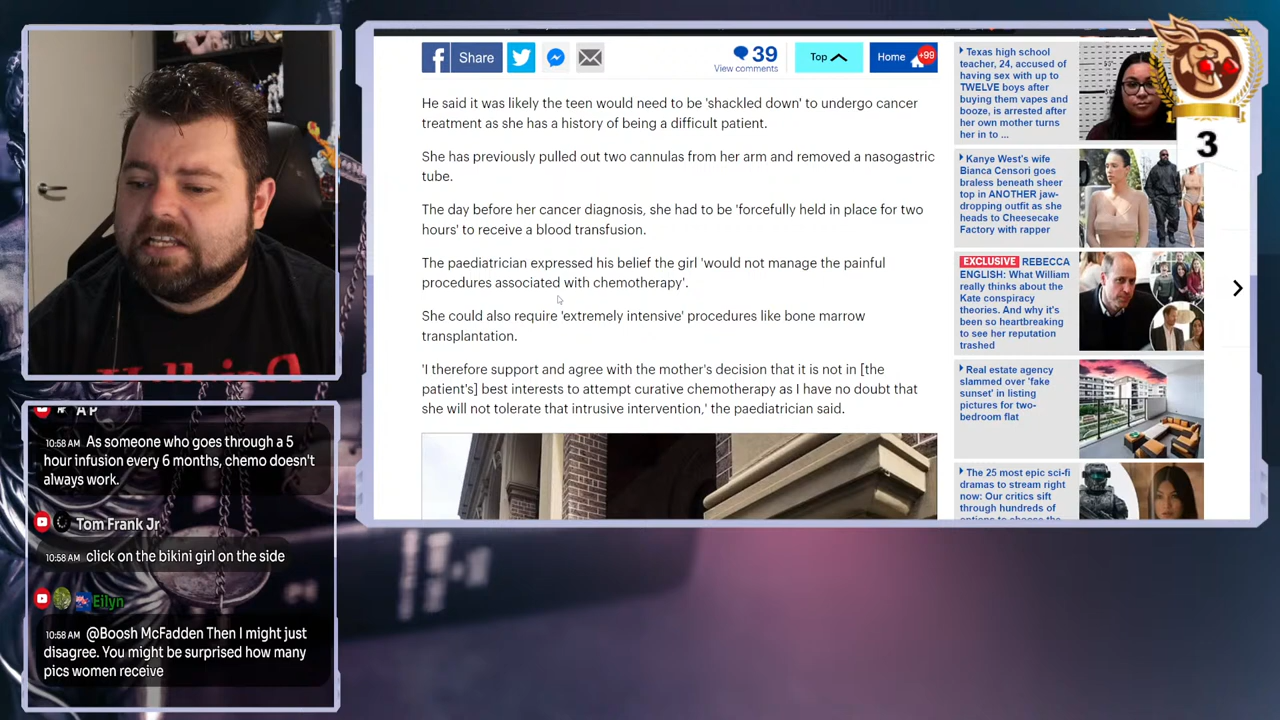 Share
39
View comments
Top
Home
+99
He said it was likely the teen would need to be 'shackled down' to undergo cancer
treatment as she has a history of being a difficult patient.
She has previously pulled out two cannulas from her arm and removed a nasogastric
tube.
The day before her cancer diagnosis, she had to be 'forcefully held in place for two
hours' to receive a blood transfusion.
The paediatrician expressed his belief the girl 'would not manage the painful
procedures associated with chemotherapy'.
She could also require 'extremely intensive' procedures like bone marrow
transplantation.
'I therefore support and agree with the mother's decision that it is not in [the
patient's] best interests to attempt curative chemotherapy as I have no doubt that
she will not tolerate that intrusive intervention,' the paediatrician said.
Texas high school
teacher, 24, accused of
having sex with up to
TWELVE boys after
buying them vapes and
booze, is arrested after
her own mother turns
her in to ...
Kanye West's wife
Bianca Censori goes
braless beneath sheer
top in ANOTHER jaw-
dropping outfit as she
heads to Cheesecake
Factory with rapper
EXCLUSIVE REBECCA
ENGLISH: What William
really thinks about the
Kate conspiracy
theories. And why it's
been so heartbreaking
to see her reputation
trashed
Real estate agency
slammed over 'fake
sunset' in listing
pictures for two-
bedroom flat
The 25 most epic sci-fi
dramas to stream right
now: Our critics sift
through hundreds of
3
10:58 AM As someone who goes through a 5
hour infusion every 6 months, chemo doesn't
always work.
Tom Frank Jr
10:58 AM click on the bikini girl on the side
Eilyn
10:58 AM @Boosh McFadden Then I might just
disagree. You might be surprised how many
pics women receive